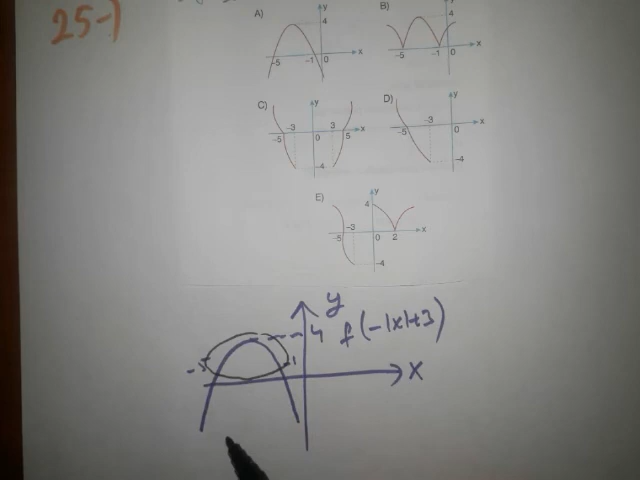 25-)
A) y 4 -5 -1 0 x
B) 4 -5 -1 0 x
C) y -3 3 -5 0 5 x -4
D) y -3 -5 0 x -4
E) y 4 -3 -5 0 2 x -4
y
4 f(-|x|+3)
x